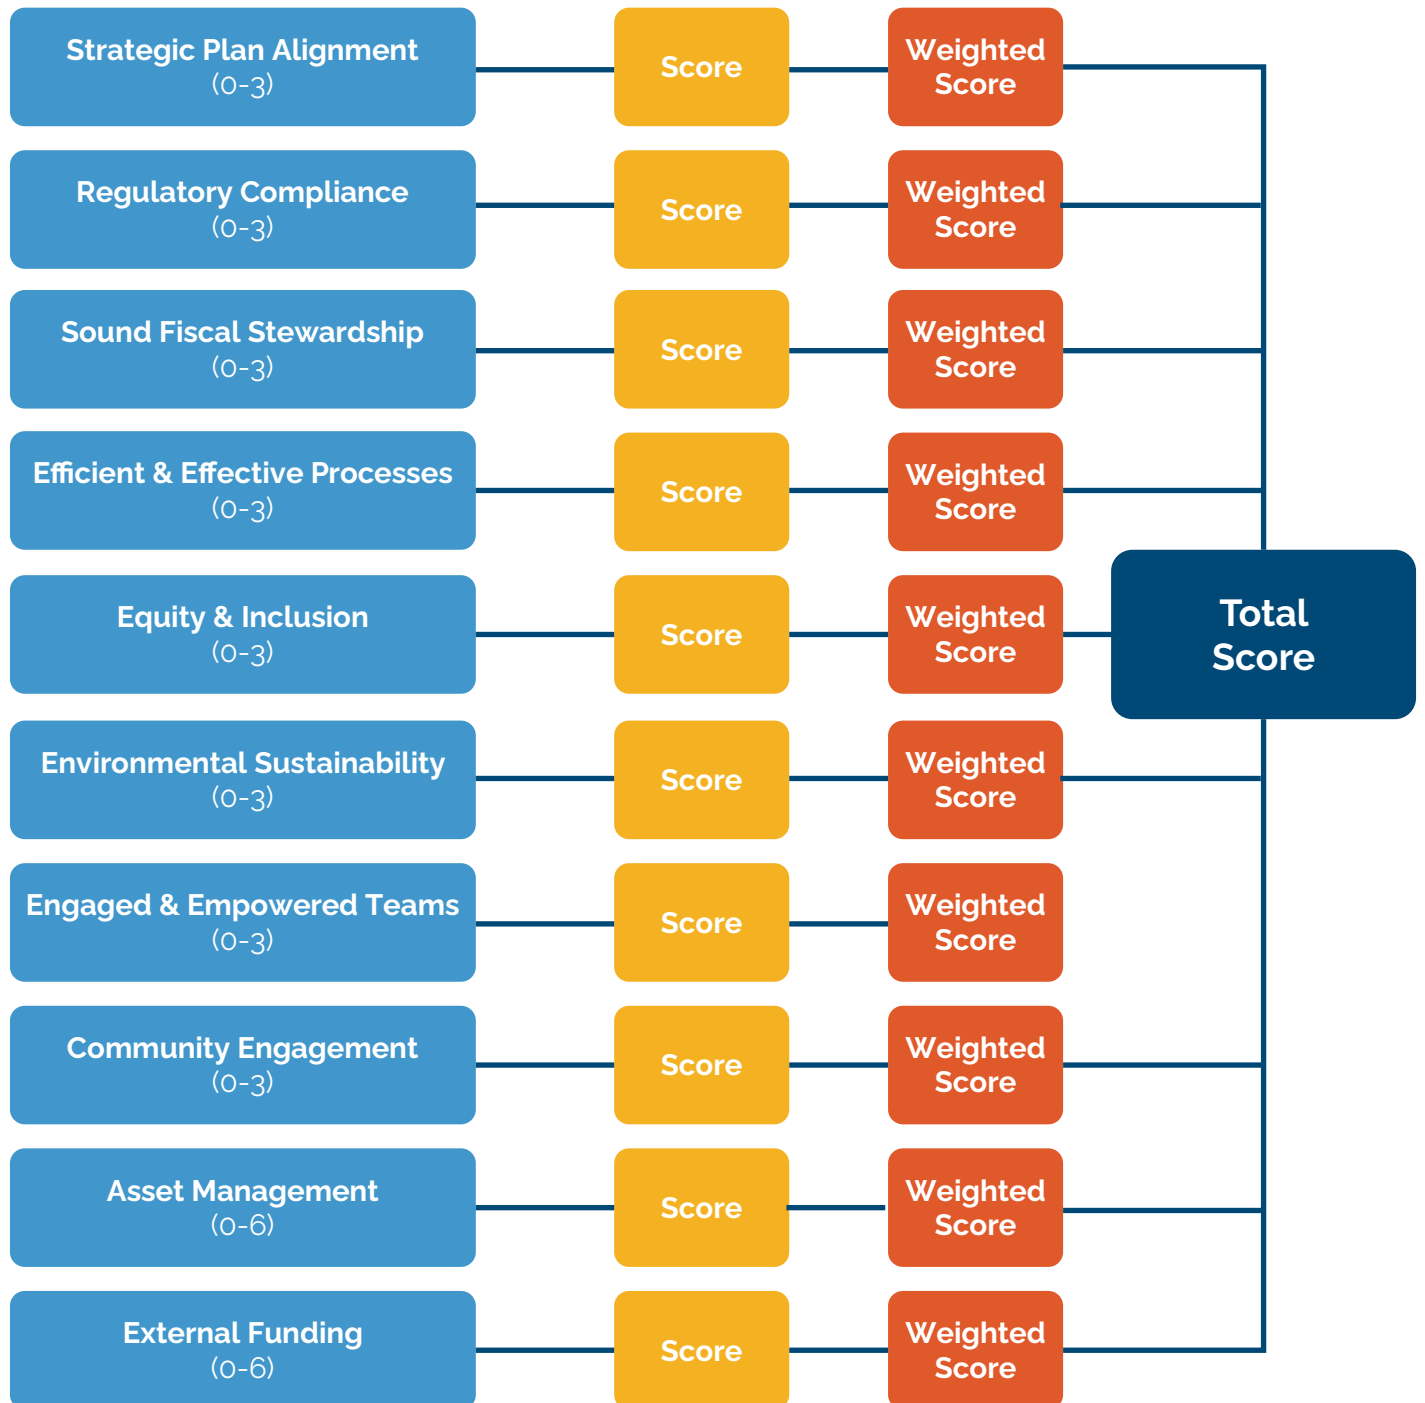 Strategic Plan Alignment
(0-3)
Score
Weighted
Score
Regulatory Compliance
(0-3)
Score
Weighted
Score
Sound Fiscal Stewardship
(0-3)
Score
Weighted
Score
Efficient & Effective Processes
(0-3)
Score
Weighted
Score
Equity & Inclusion
(0-3)
Score
Weighted
Score
Total
Score
Environmental Sustainability
(0-3)
Score
Weighted
Score
Engaged & Empowered Teams
(0-3)
Score
Weighted
Score
Community Engagement
(0-3)
Score
Weighted
Score
Asset Management
(0-6)
Score
Weighted
Score
External Funding
(0-6)
Score
Weighted
Score